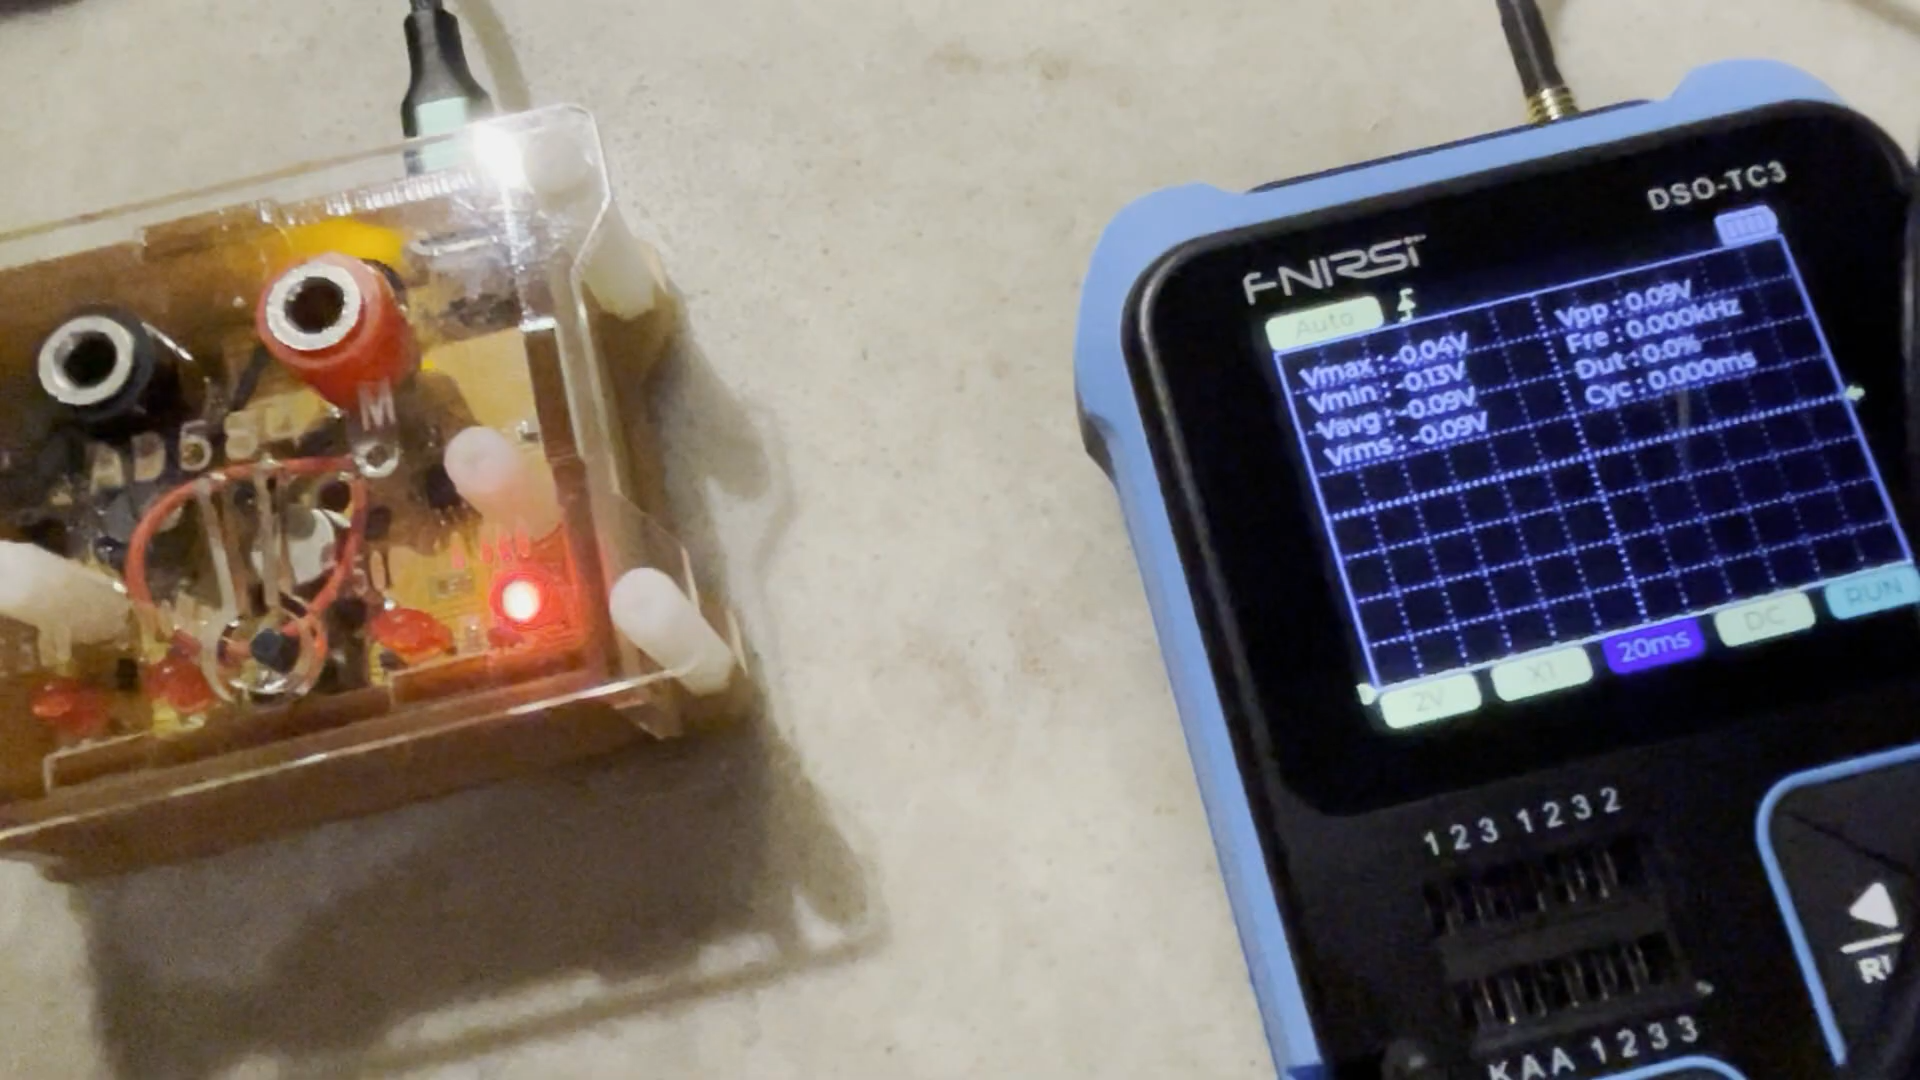 DSO-TC3
FNIRSI
Auto
Vmax : -0.04V
Vmin : -0.13V
Vavg : -0.09V
Vrms : -0.09V
Vpp : 0.09V
Fre : 0.000kHz
Dut : 0.0%
Cyc : 0.000ms
2V X1 20ms DC RUN
1 2 3 1 2 3 2
K A A 1 2 3 3
M
AD584